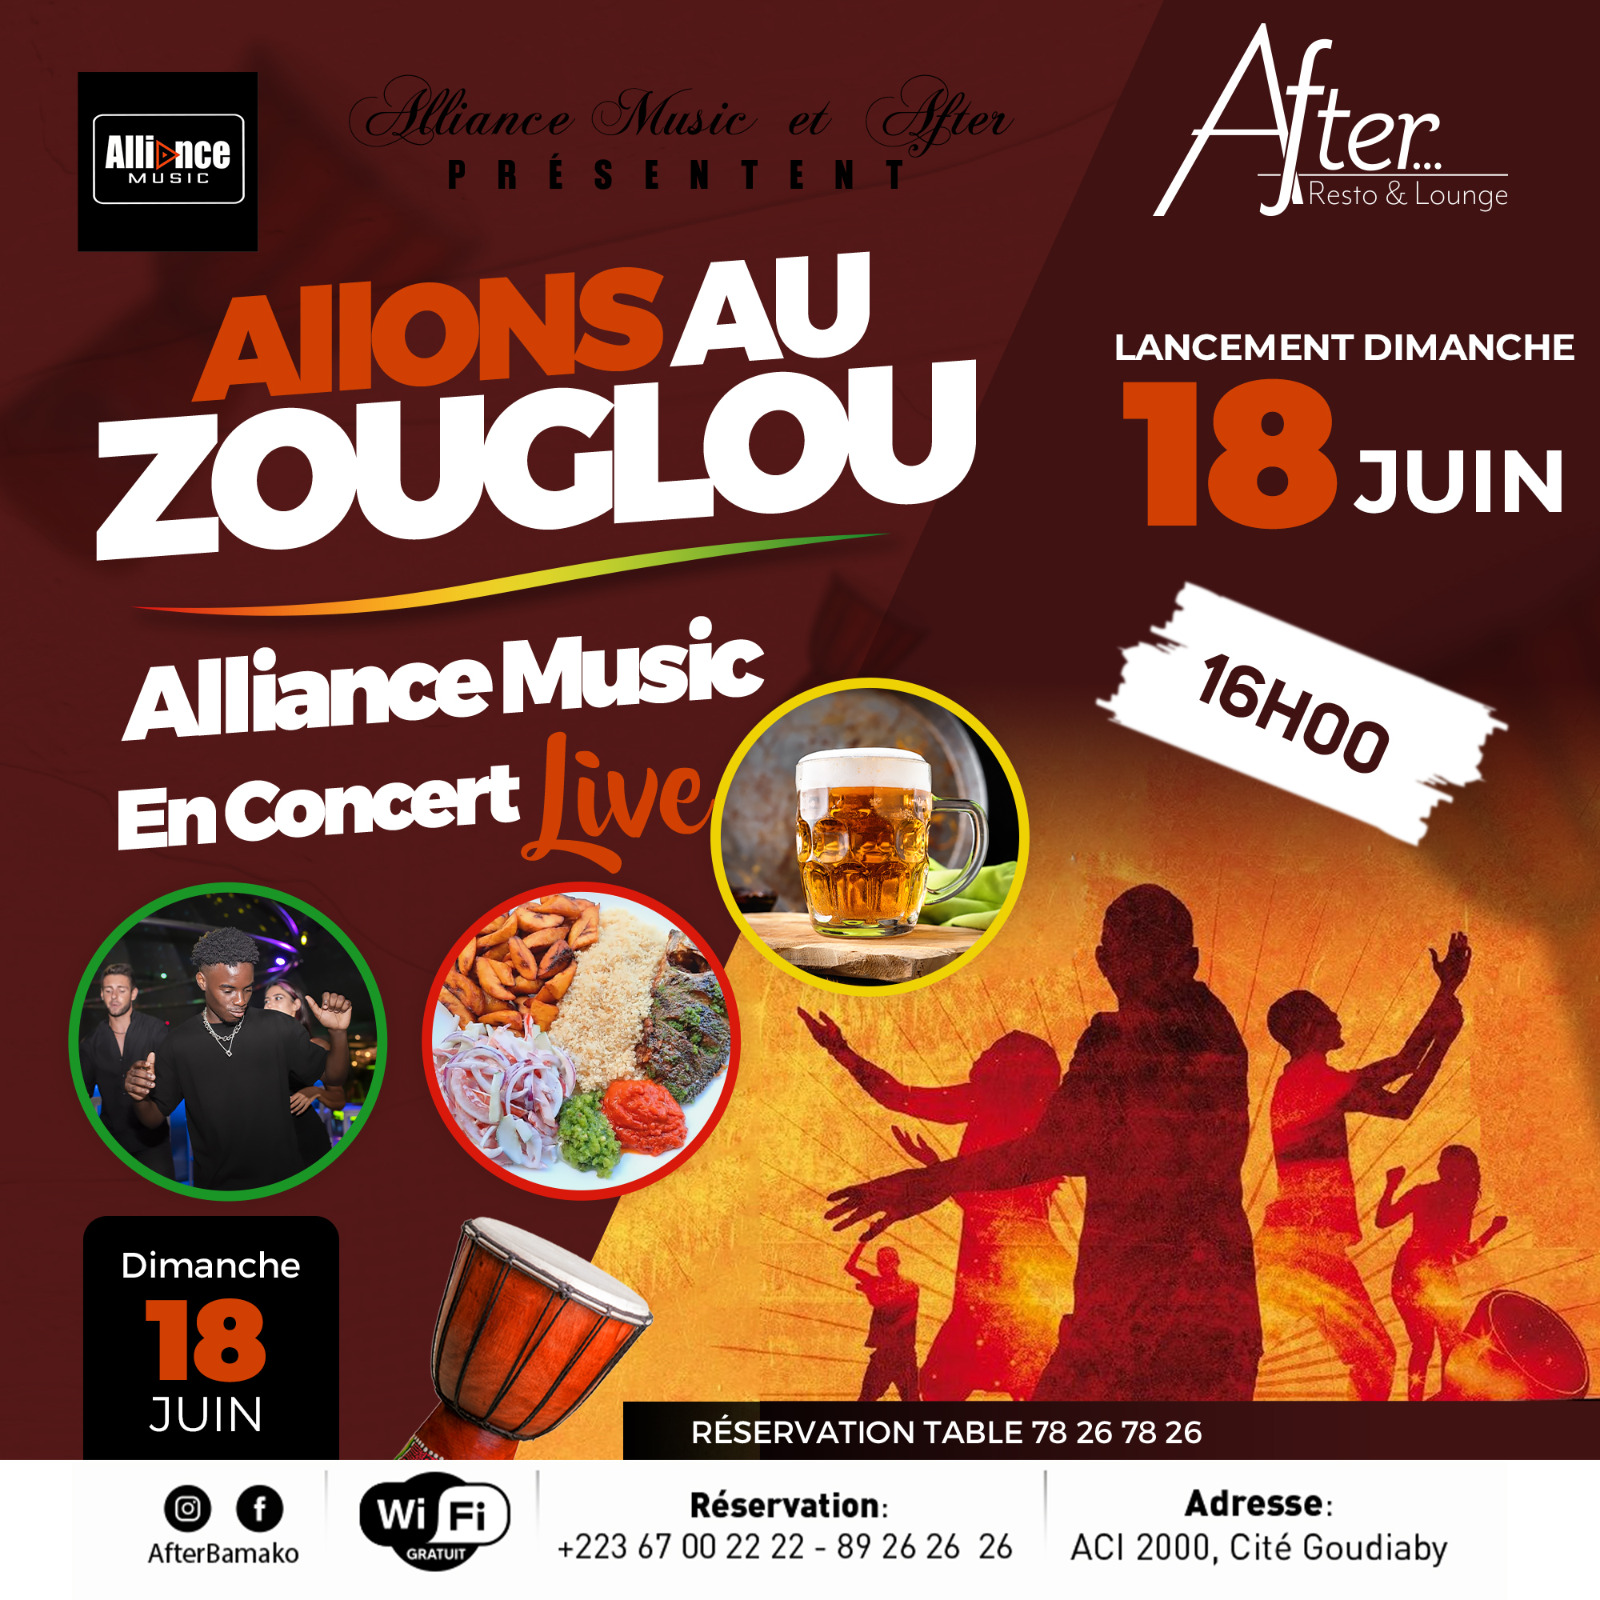 Alliance
MUSIC
Alliance Music et After
PRÉSENTENT
After...
Resto & Lounge
AllONS AU
ZOUGLOU
LANCEMENT DIMANCHE
18 JUIN
16H00
Alliance Music
En Concert Live
Dimanche
18
JUIN
RÉSERVATION TABLE 78 26 78 26
AfterBamako
Wi Fi
GRATUIT
Réservation:
+223 67 00 22 22 - 89 26 26 26
Adresse:
ACI 2000, Cité Goudiaby